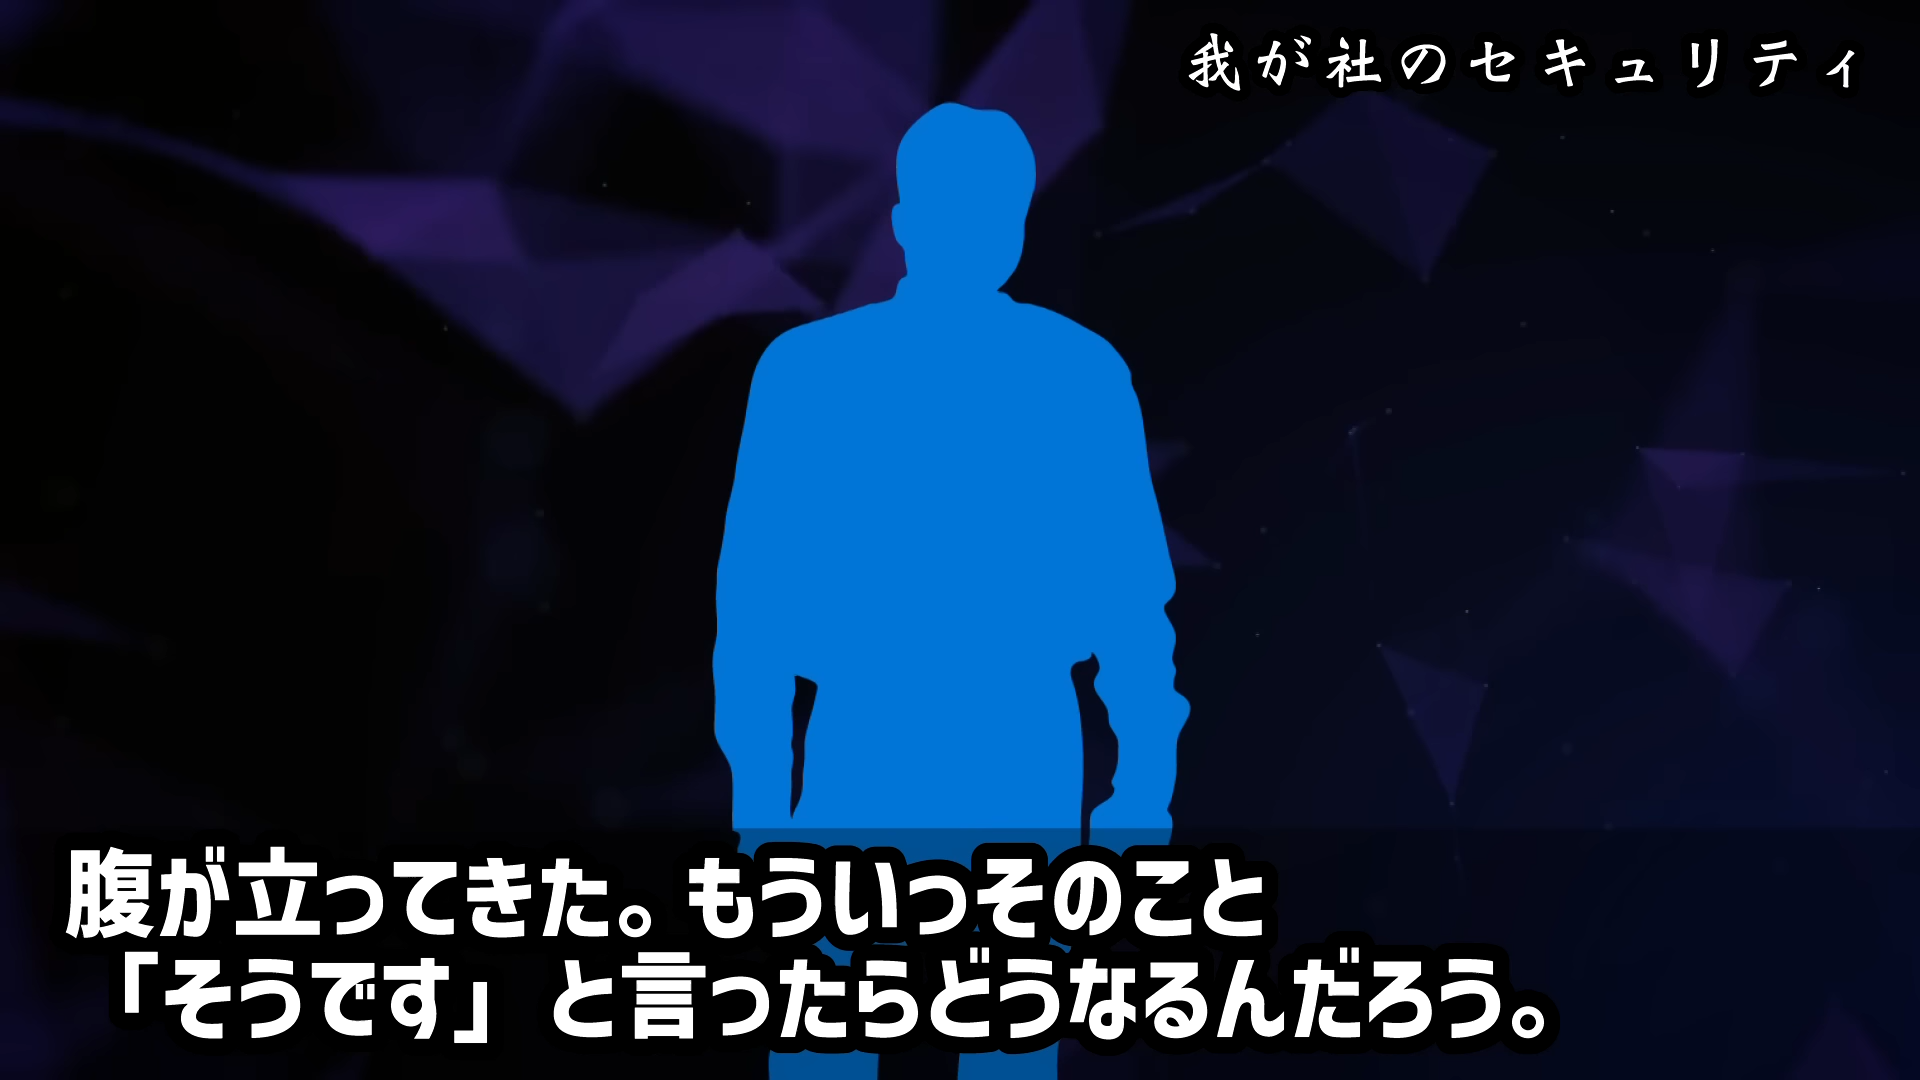 我が社のセキュリティ
腹が立ってきた。もういっそのこと
「そうです」と言ったらどうなるんだろう。